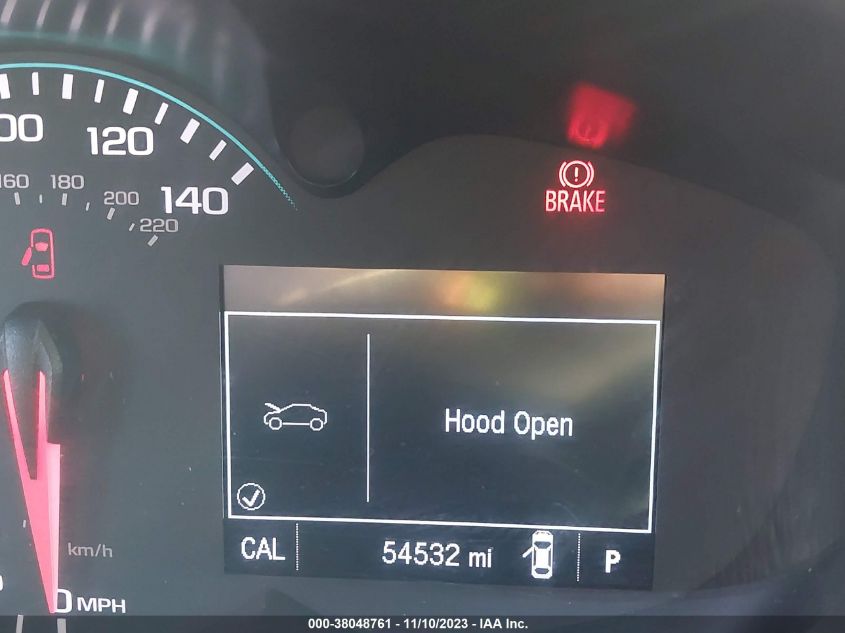 120
160 180
200
140
220
BRAKE
Hood Open
km/h
CAL 54532 mi P
0 MPH
000-38048761 - 11/10/2023 - IAA Inc.